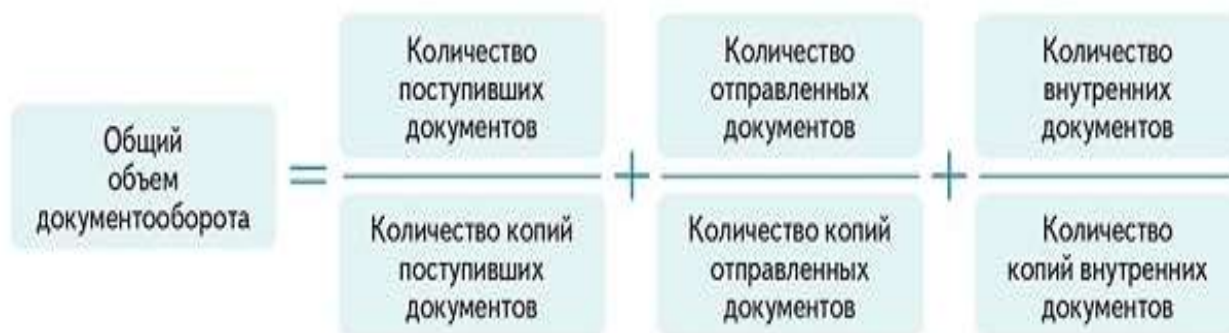 Общий
объем
документооборота
=
Количество
поступивших
документов
Количество копий
поступивших
документов
+
Количество
отправленных
документов
Количество копий
отправленных
документов
+
Количество
внутренних
документов
Количество
копий внутренних
документов